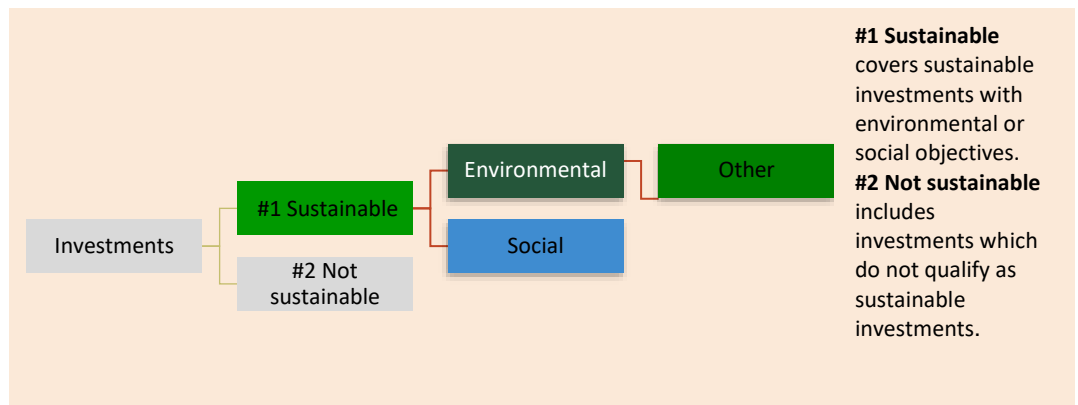 Investments
#1 Sustainable
#2 Not
sustainable
Environmental
Social
Other
#1 Sustainable
covers sustainable
investments with
environmental or
social objectives.
#2 Not sustainable
includes
investments which
do not qualify as
sustainable
investments.